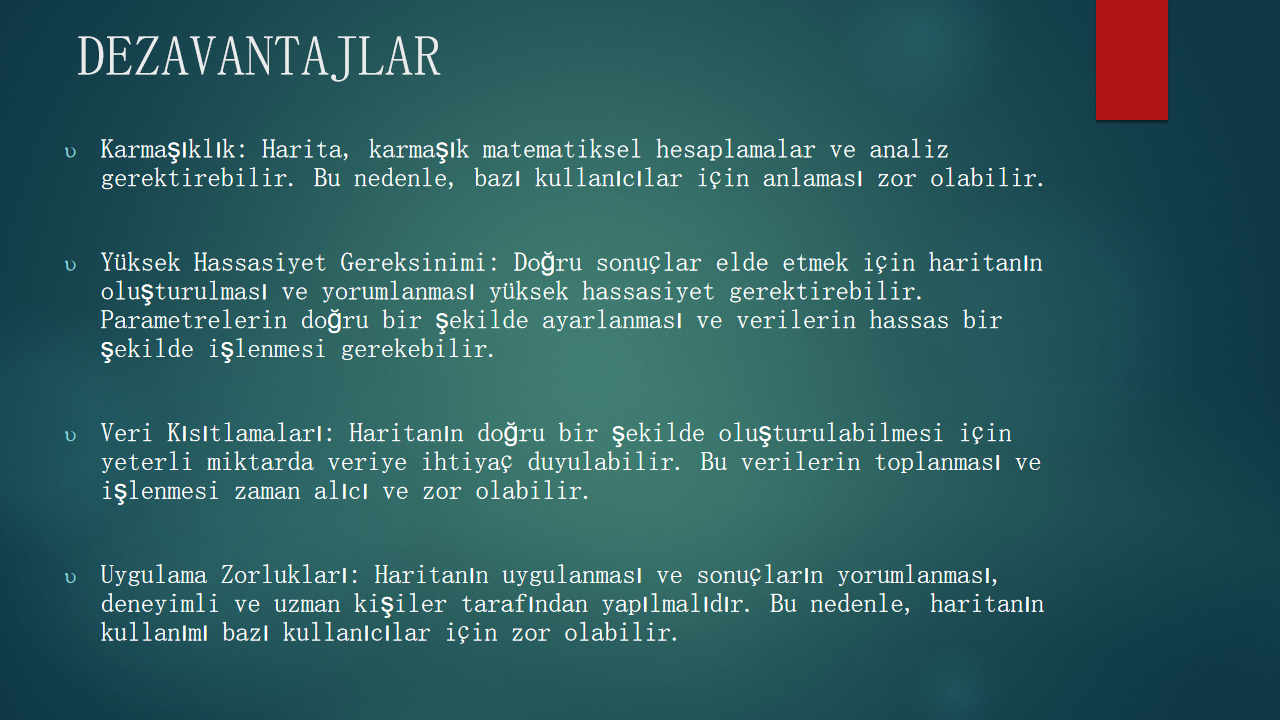 DEZAVANTAJLAR
Karmaşıklık: Harita, karmaşık matematiksel hesaplamalar ve analiz
gerektirebilir. Bu nedenle, bazı kullanıcılar için anlaması zor olabilir.
Yüksek Hassasiyet Gereksinimi: Doğru sonuçlar elde etmek için haritanın
oluşturulması ve yorumlanması yüksek hassasiyet gerektirebilir.
Parametrelerin doğru bir şekilde ayarlanması ve verilerin hassas bir
şekilde işlenmesi gerekebilir.
Veri Kısıtlamaları: Haritanın doğru bir şekilde oluşturulabilmesi için
yeterli miktarda veriye ihtiyaç duyulabilir. Bu verilerin toplanması ve
işlenmesi zaman alıcı ve zor olabilir.
Uygulama Zorlukları: Haritanın uygulanması ve sonuçların yorumlanması,
deneyimli ve uzman kişiler tarafından yapılmalıdır. Bu nedenle, haritanın
kullanımı bazı kullanıcılar için zor olabilir.